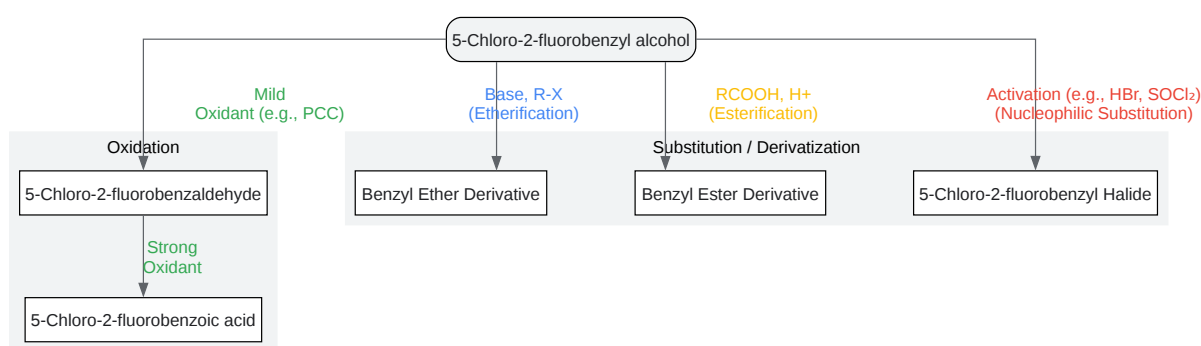 5-Chloro-2-fluorobenzyl alcohol
Mild
Oxidant (e.g., PCC)
Base, R-X
(Etherification)
RCOOH, H+
(Esterification)
Activation (e.g., HBr, SOCl₂)
(Nucleophilic Substitution)
Oxidation
Substitution / Derivatization
5-Chloro-2-fluorobenzaldehyde
Benzyl Ether Derivative
Benzyl Ester Derivative
5-Chloro-2-fluorobenzyl Halide
Strong
Oxidant
5-Chloro-2-fluorobenzoic acid